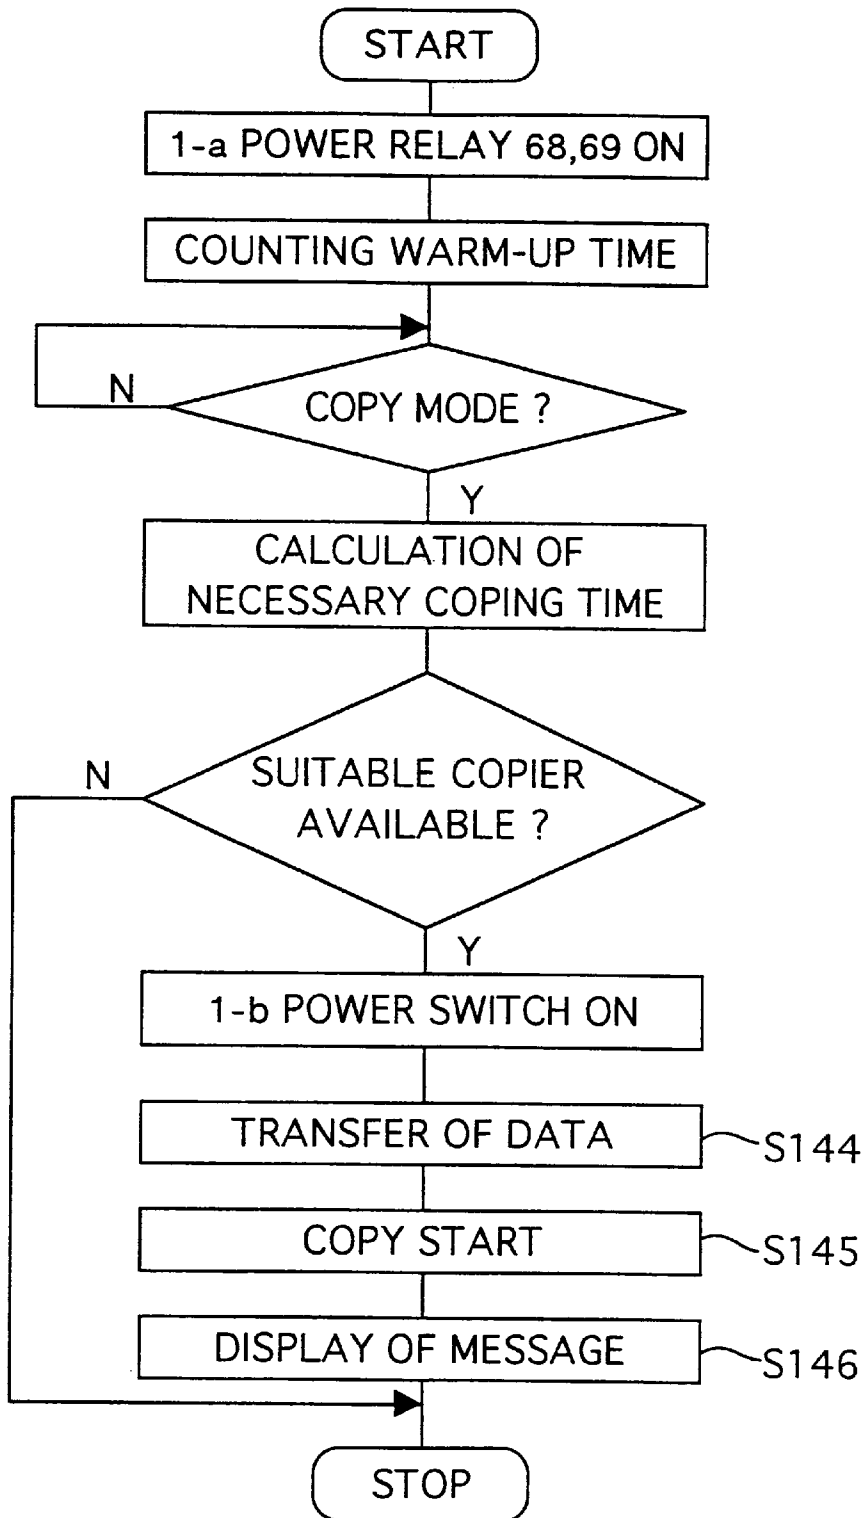 START
1-a POWER RELAY 68,69 ON
COUNTING WARM-UP TIME
COPY MODE ?
N
Y
CALCULATION OF
NECESSARY COPING TIME
N
SUITABLE COPIER
AVAILABLE ?
Y
1-b POWER SWITCH ON
TRANSFER OF DATA
S144
COPY START
S145
DISPLAY OF MESSAGE
S146
STOP